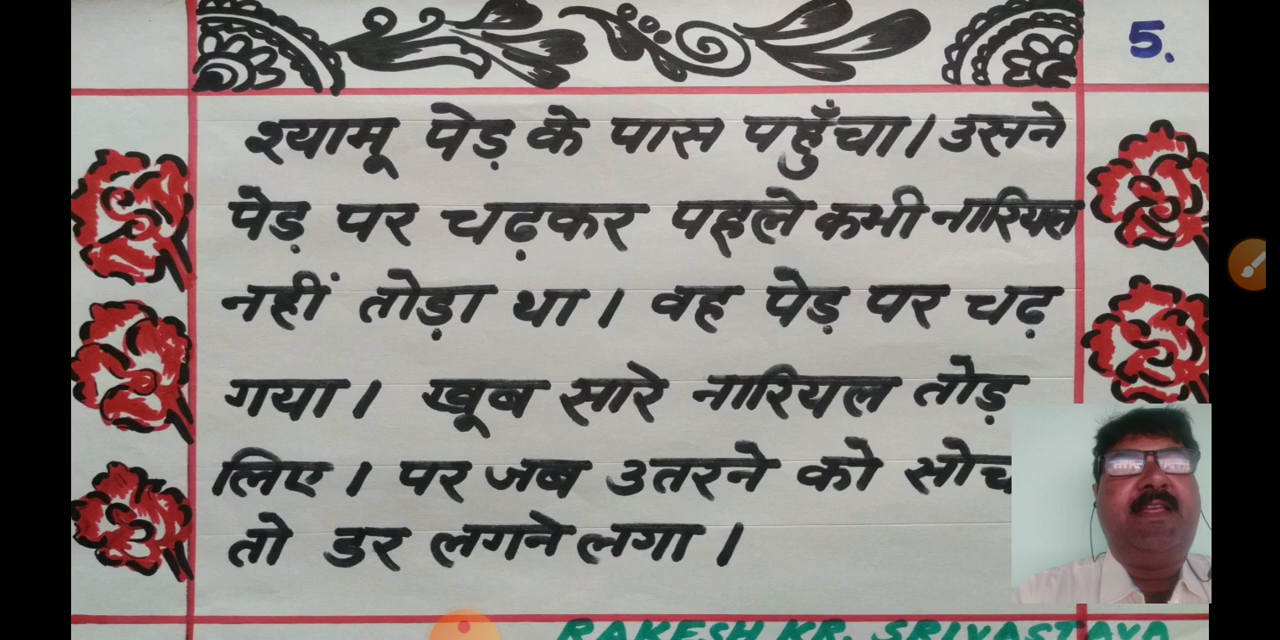 5.
श्यामू पेड़ के पास पहुँचा। उसने
पेड़ पर चढ़कर पहले कभी नारियल
नहीं तोड़ा था। वह पेड़ पर चढ़
गया। खूब सारे नारियल तोड़
लिए। पर जब उतरने को
तो डर लगने लगा।
RAKESH KR. SRIVASTAVA